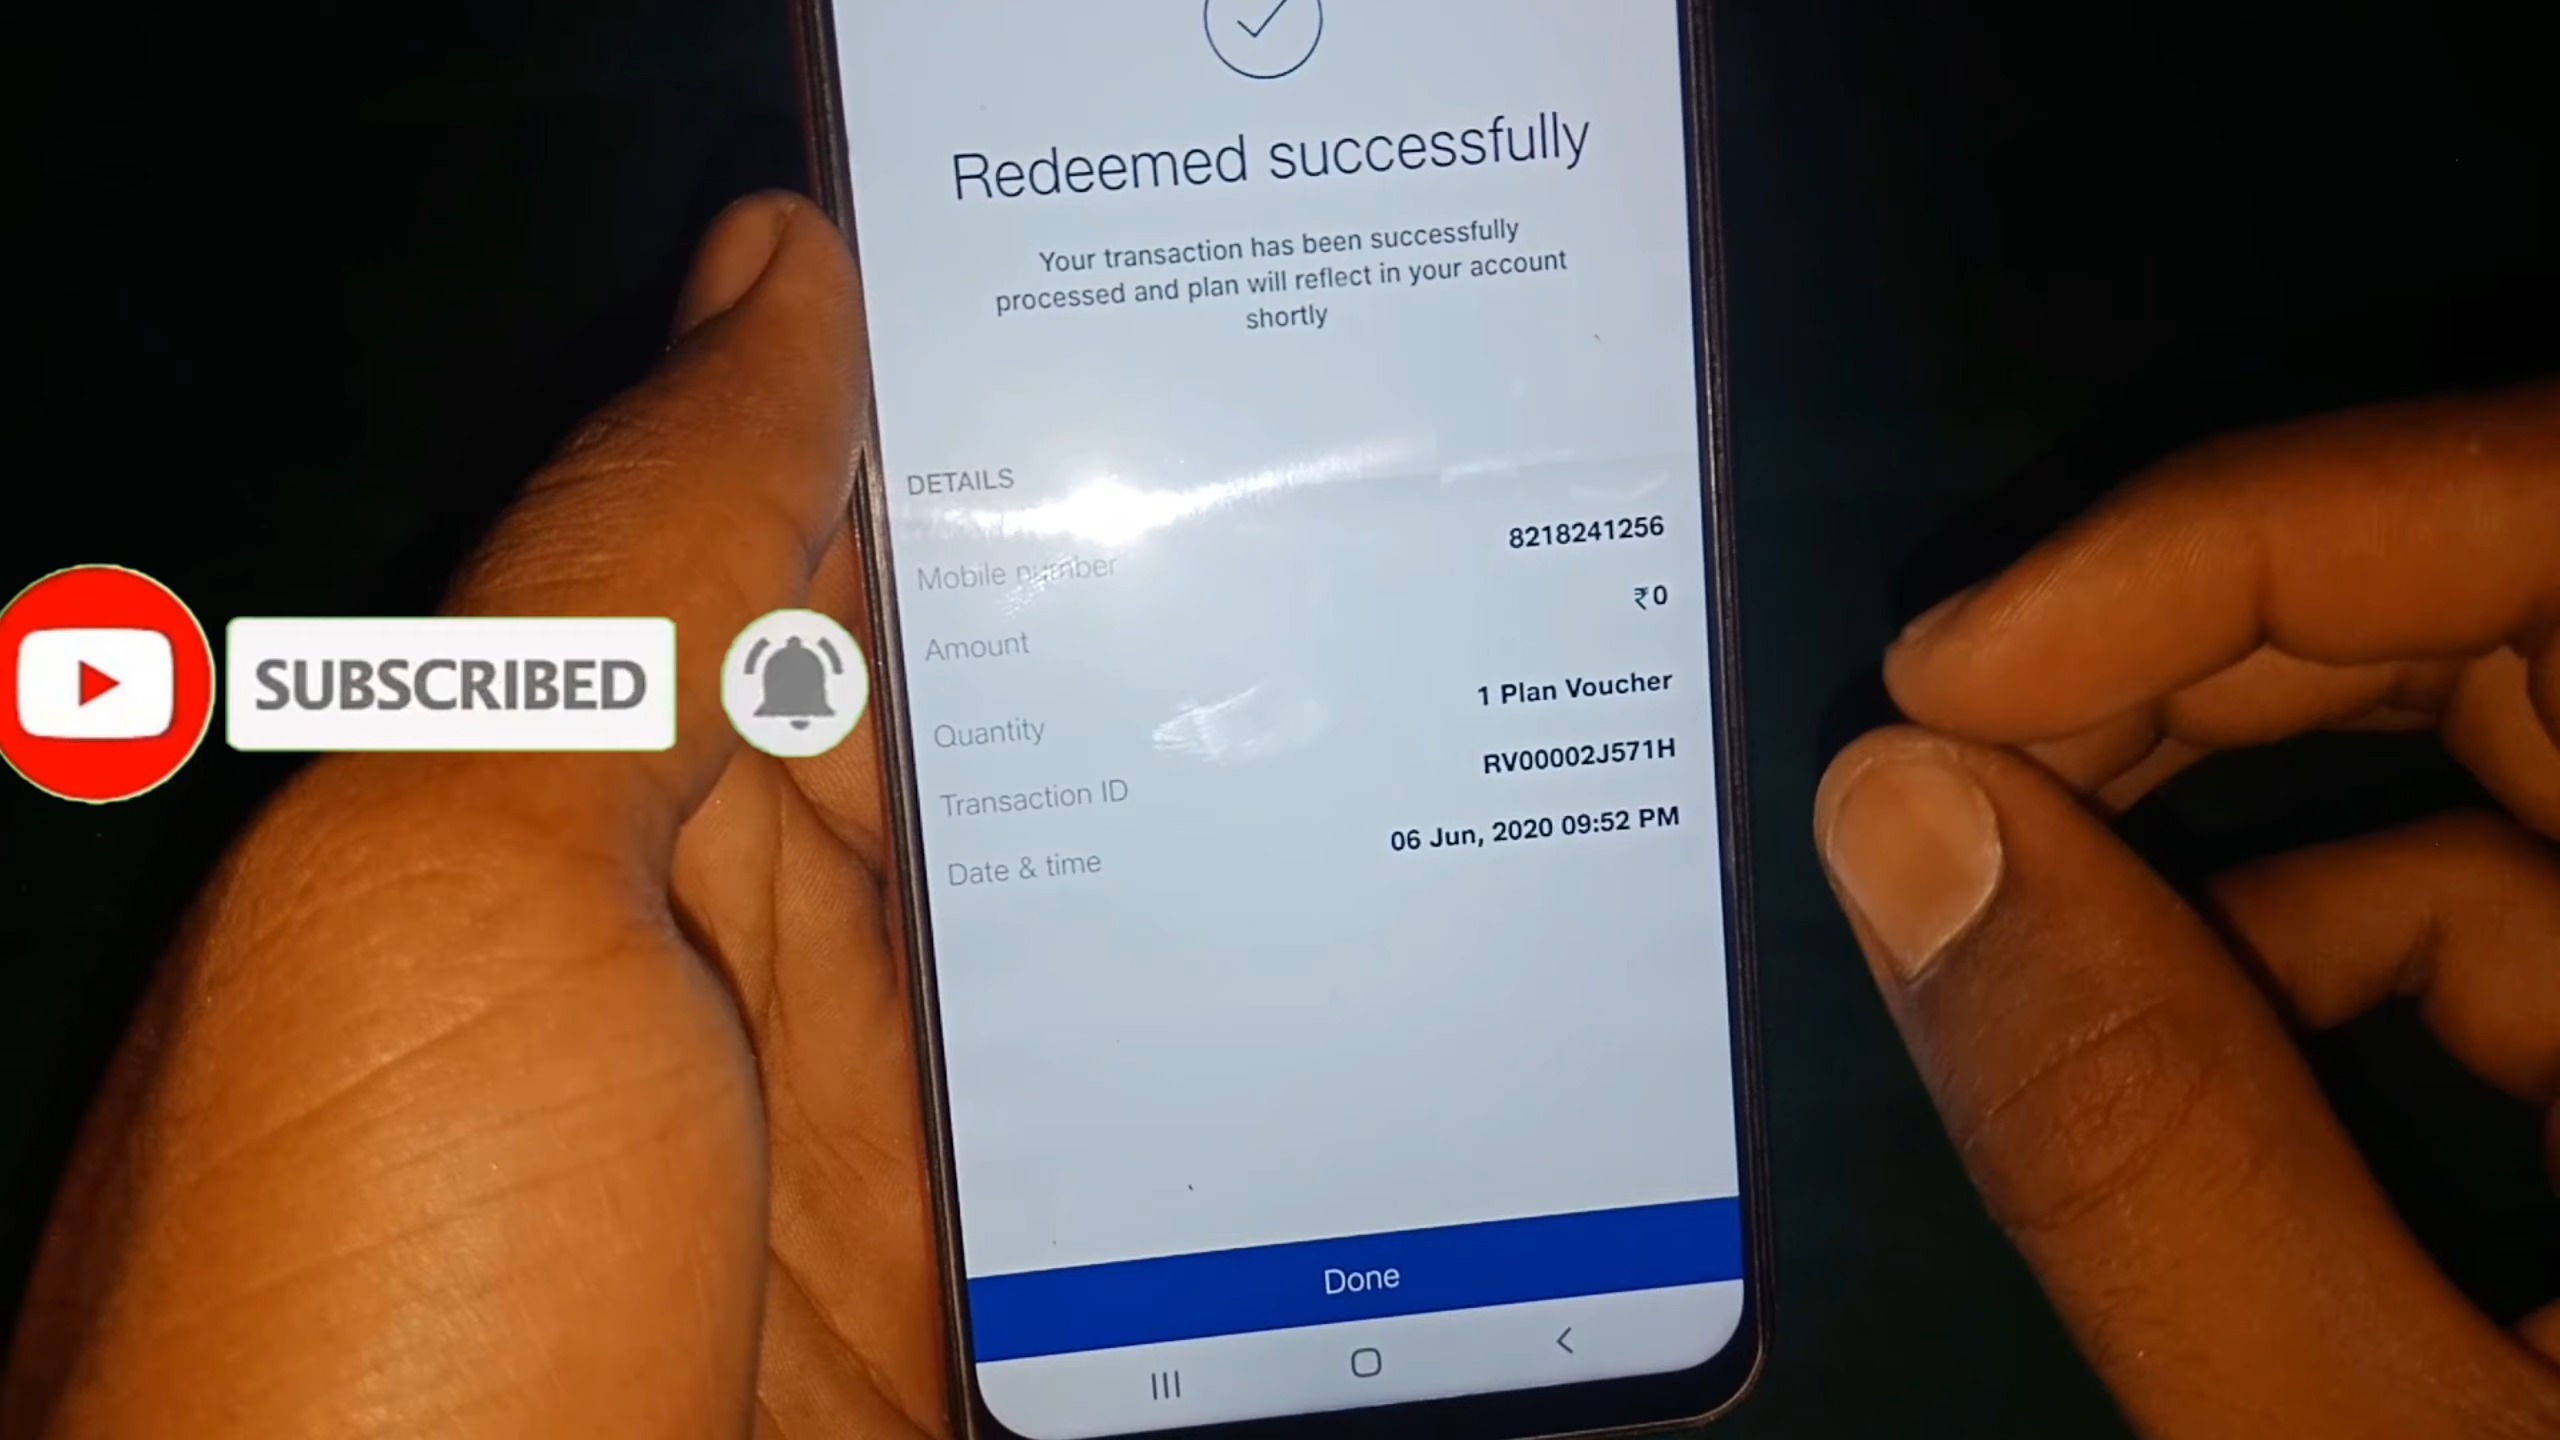 Redeemed successfully
Your transaction has been successfully
processed and plan will reflect in your account
shortly
DETAILS
Mobile number 8218241256
Amount ₹0
Quantity 1 Plan Voucher
Transaction ID RV00002J571H
Date & time 06 Jun, 2020 09:52 PM
Done
SUBSCRIBED